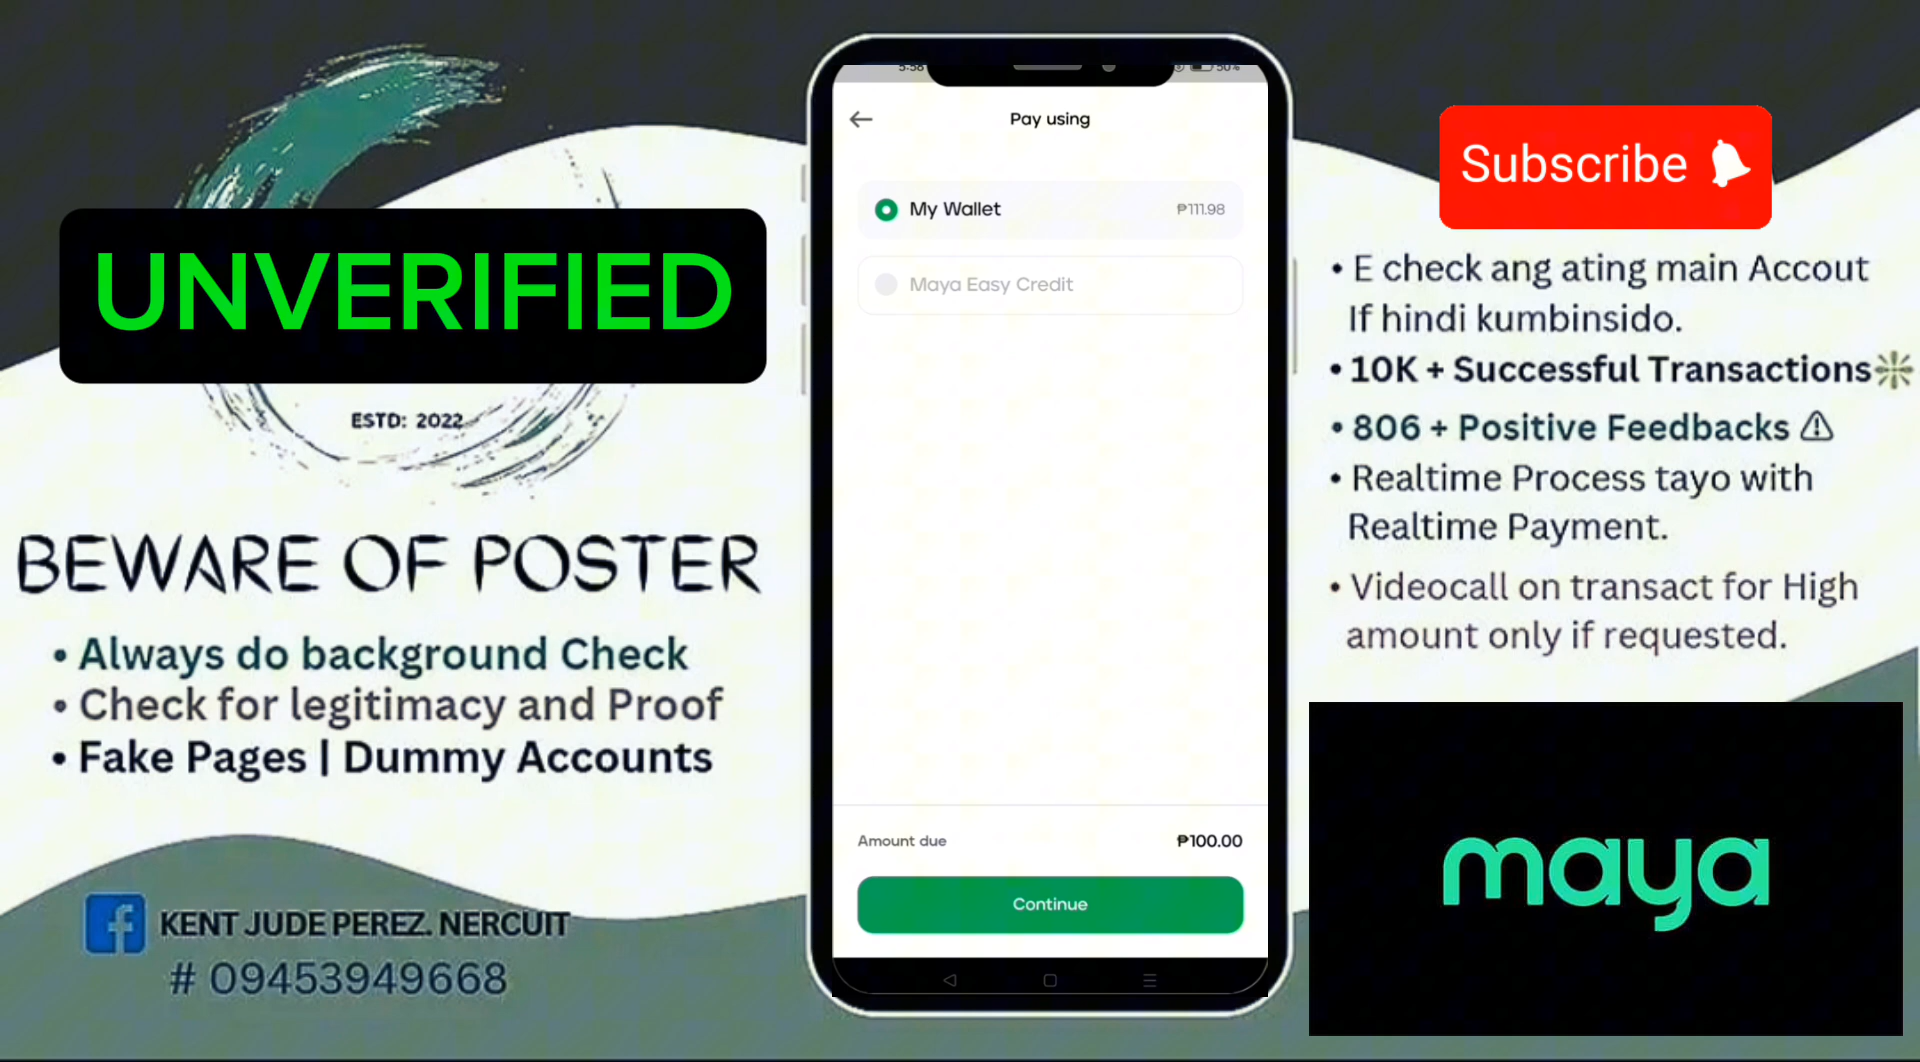 UNVERIFIED
ESTD: 2022
BEWARE OF POSTER
• Always do background Check
• Check for legitimacy and Proof
• Fake Pages | Dummy Accounts
KENT JUDE PEREZ. NERCUIT
# 09453949668
5:58
50%
Pay using
My Wallet ₱111.98
Maya Easy Credit
Amount due ₱100.00
Continue
Subscribe
• E check ang ating main Accout
If hindi kumbinsido.
• 10K + Successful Transactions
• 806 + Positive Feedbacks ⚠
• Realtime Process tayo with
Realtime Payment.
• Videocall on transact for High
amount only if requested.
maya